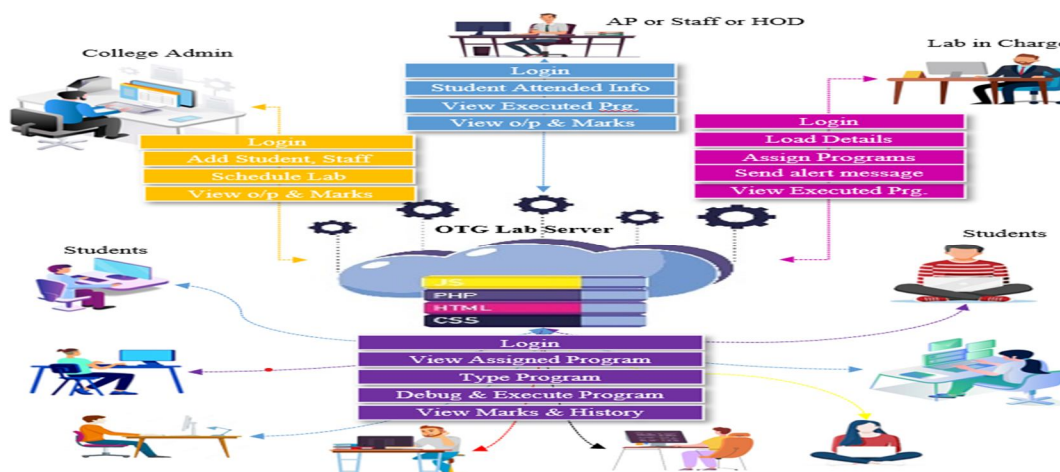 AP or Staff or HOD
College Admin
Lab in Charge
Login
Student Attended Info
View Executed Prg.
View o/p & Marks
Login
Add Student, Staff
Schedule Lab
View o/p & Marks
Login
Load Details
Assign Programs
Send alert message
View Executed Prg.
OTG Lab Server
Students
Students
JS
PHP
HTML
CSS
Login
View Assigned Program
Type Program
Debug & Execute Program
View Marks & History